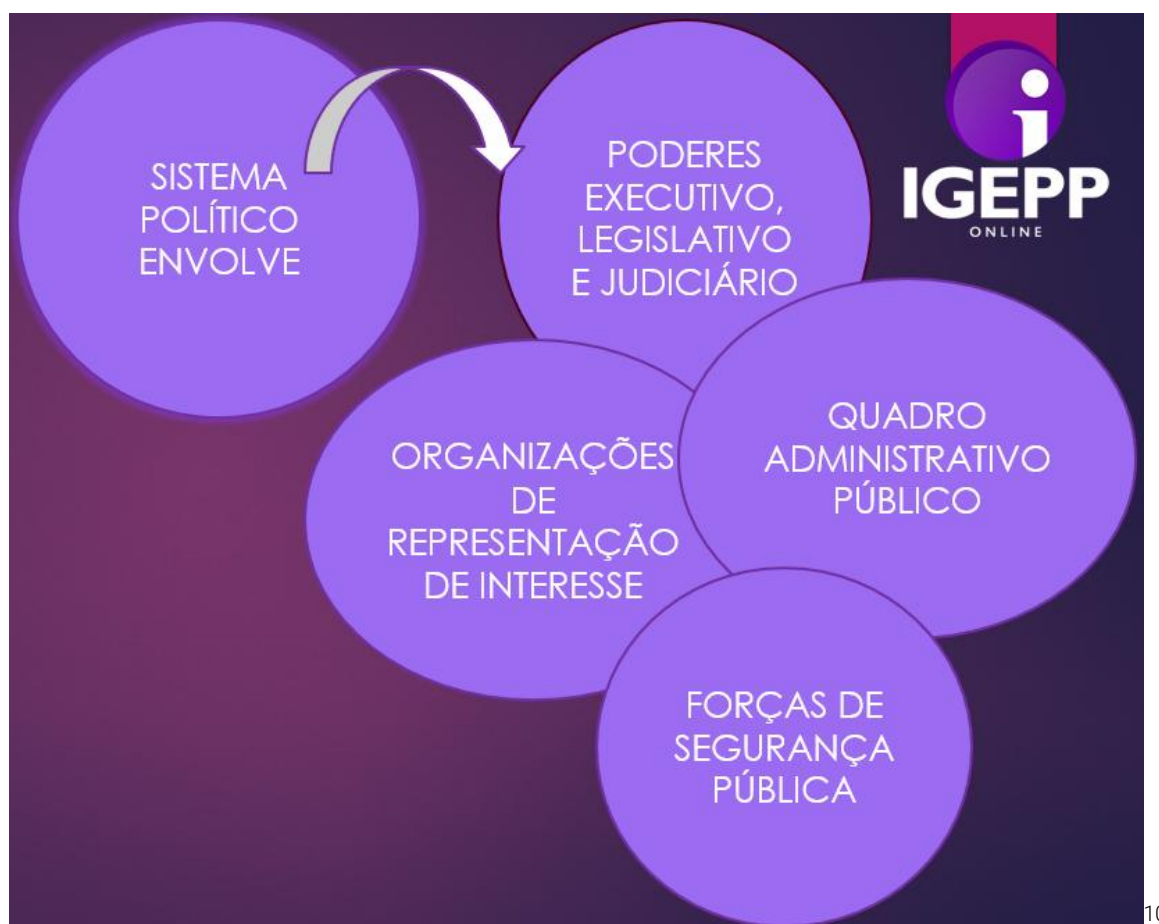 SISTEMA
POLÍTICO
ENVOLVE
PODERES
EXECUTIVO,
LEGISLATIVO
E JUDICIÁRIO
IGEPP
ONLINE
ORGANIZAÇÕES
DE
REPRESENTAÇÃO
DE INTERESSE
QUADRO
ADMINISTRATIVO
PÚBLICO
FORÇAS DE
SEGURANÇA
PÚBLICA